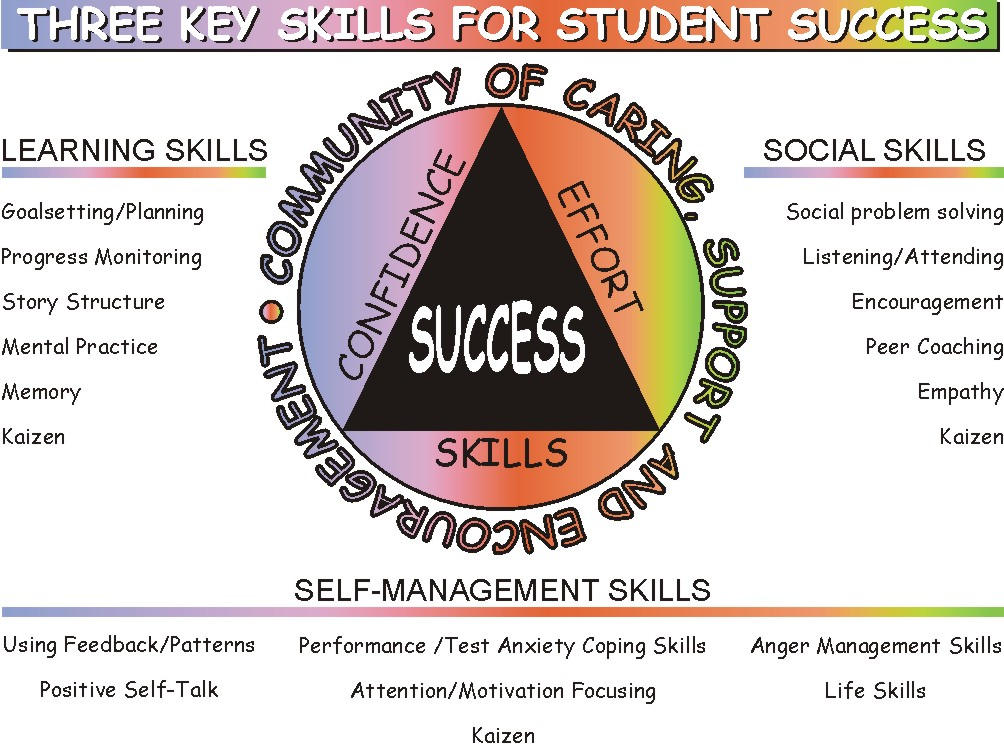 THREE KEY SKILLS FOR STUDENT SUCCESS
COMMUNITY OF CARING, SUPPORT AND ENCOURAGEMENT •
LEARNING SKILLS
Goalsetting/Planning
Progress Monitoring
Story Structure
Mental Practice
Memory
Kaizen
CONFIDENCE
EFFORT
SUCCESS
SKILLS
SOCIAL SKILLS
Social problem solving
Listening/Attending
Encouragement
Peer Coaching
Empathy
Kaizen
SELF-MANAGEMENT SKILLS
Using Feedback/Patterns
Performance /Test Anxiety Coping Skills
Anger Management Skills
Positive Self-Talk
Attention/Motivation Focusing
Life Skills
Kaizen